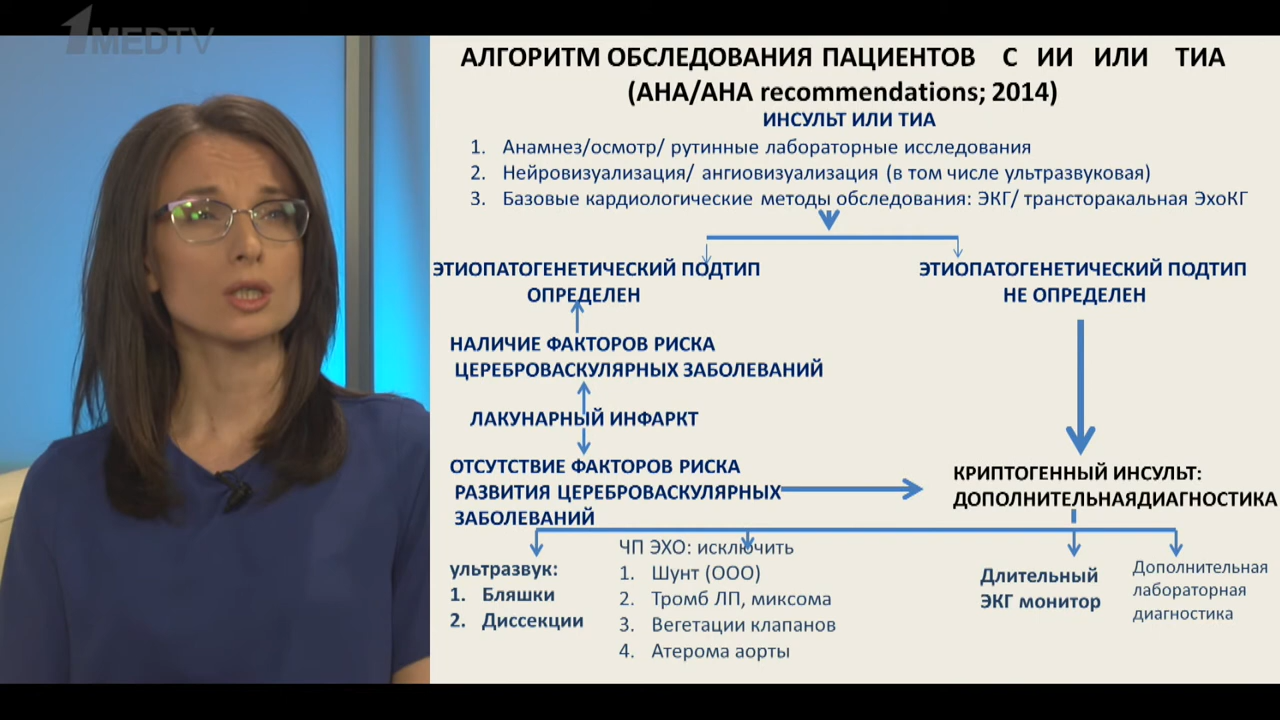 1MEDTV
АЛГОРИТМ ОБСЛЕДОВАНИЯ ПАЦИЕНТОВ С ИИ ИЛИ ТИА
(АНА/АНА recommendations; 2014)
ИНСУЛЬТ ИЛИ ТИА
1. Анамнез/осмотр/ рутинные лабораторные исследования
2. Нейровизуализация/ ангиовизуализация (в том числе ультразвуковая)
3. Базовые кардиологические методы обследования: ЭКГ/ трансторакальная ЭхоКГ
ЭТИОПАТОГЕНЕТИЧЕСКИЙ ПОДТИП
ОПРЕДЕЛЕН
ЭТИОПАТОГЕНЕТИЧЕСКИЙ ПОДТИП
НЕ ОПРЕДЕЛЕН
НАЛИЧИЕ ФАКТОРОВ РИСКА
ЦЕРЕБРОВАСКУЛЯРНЫХ ЗАБОЛЕВАНИЙ
ЛАКУНАРНЫЙ ИНФАРКТ
ОТСУТСТВИЕ ФАКТОРОВ РИСКА
РАЗВИТИЯ ЦЕРЕБРОВАСКУЛЯРНЫХ
ЗАБОЛЕВАНИЙ
КРИПТОГЕННЫЙ ИНСУЛЬТ:
ДОПОЛНИТЕЛЬНАЯДИАГНОСТИКА
ультразвук:
1. Бляшки
2. Диссекции
ЧП ЭХО: исключить
1. Шунт (ООО)
2. Тромб ЛП, миксома
3. Вегетации клапанов
4. Атерома аорты
Длительный
ЭКГ монитор
Дополнительная
лабораторная
диагностика